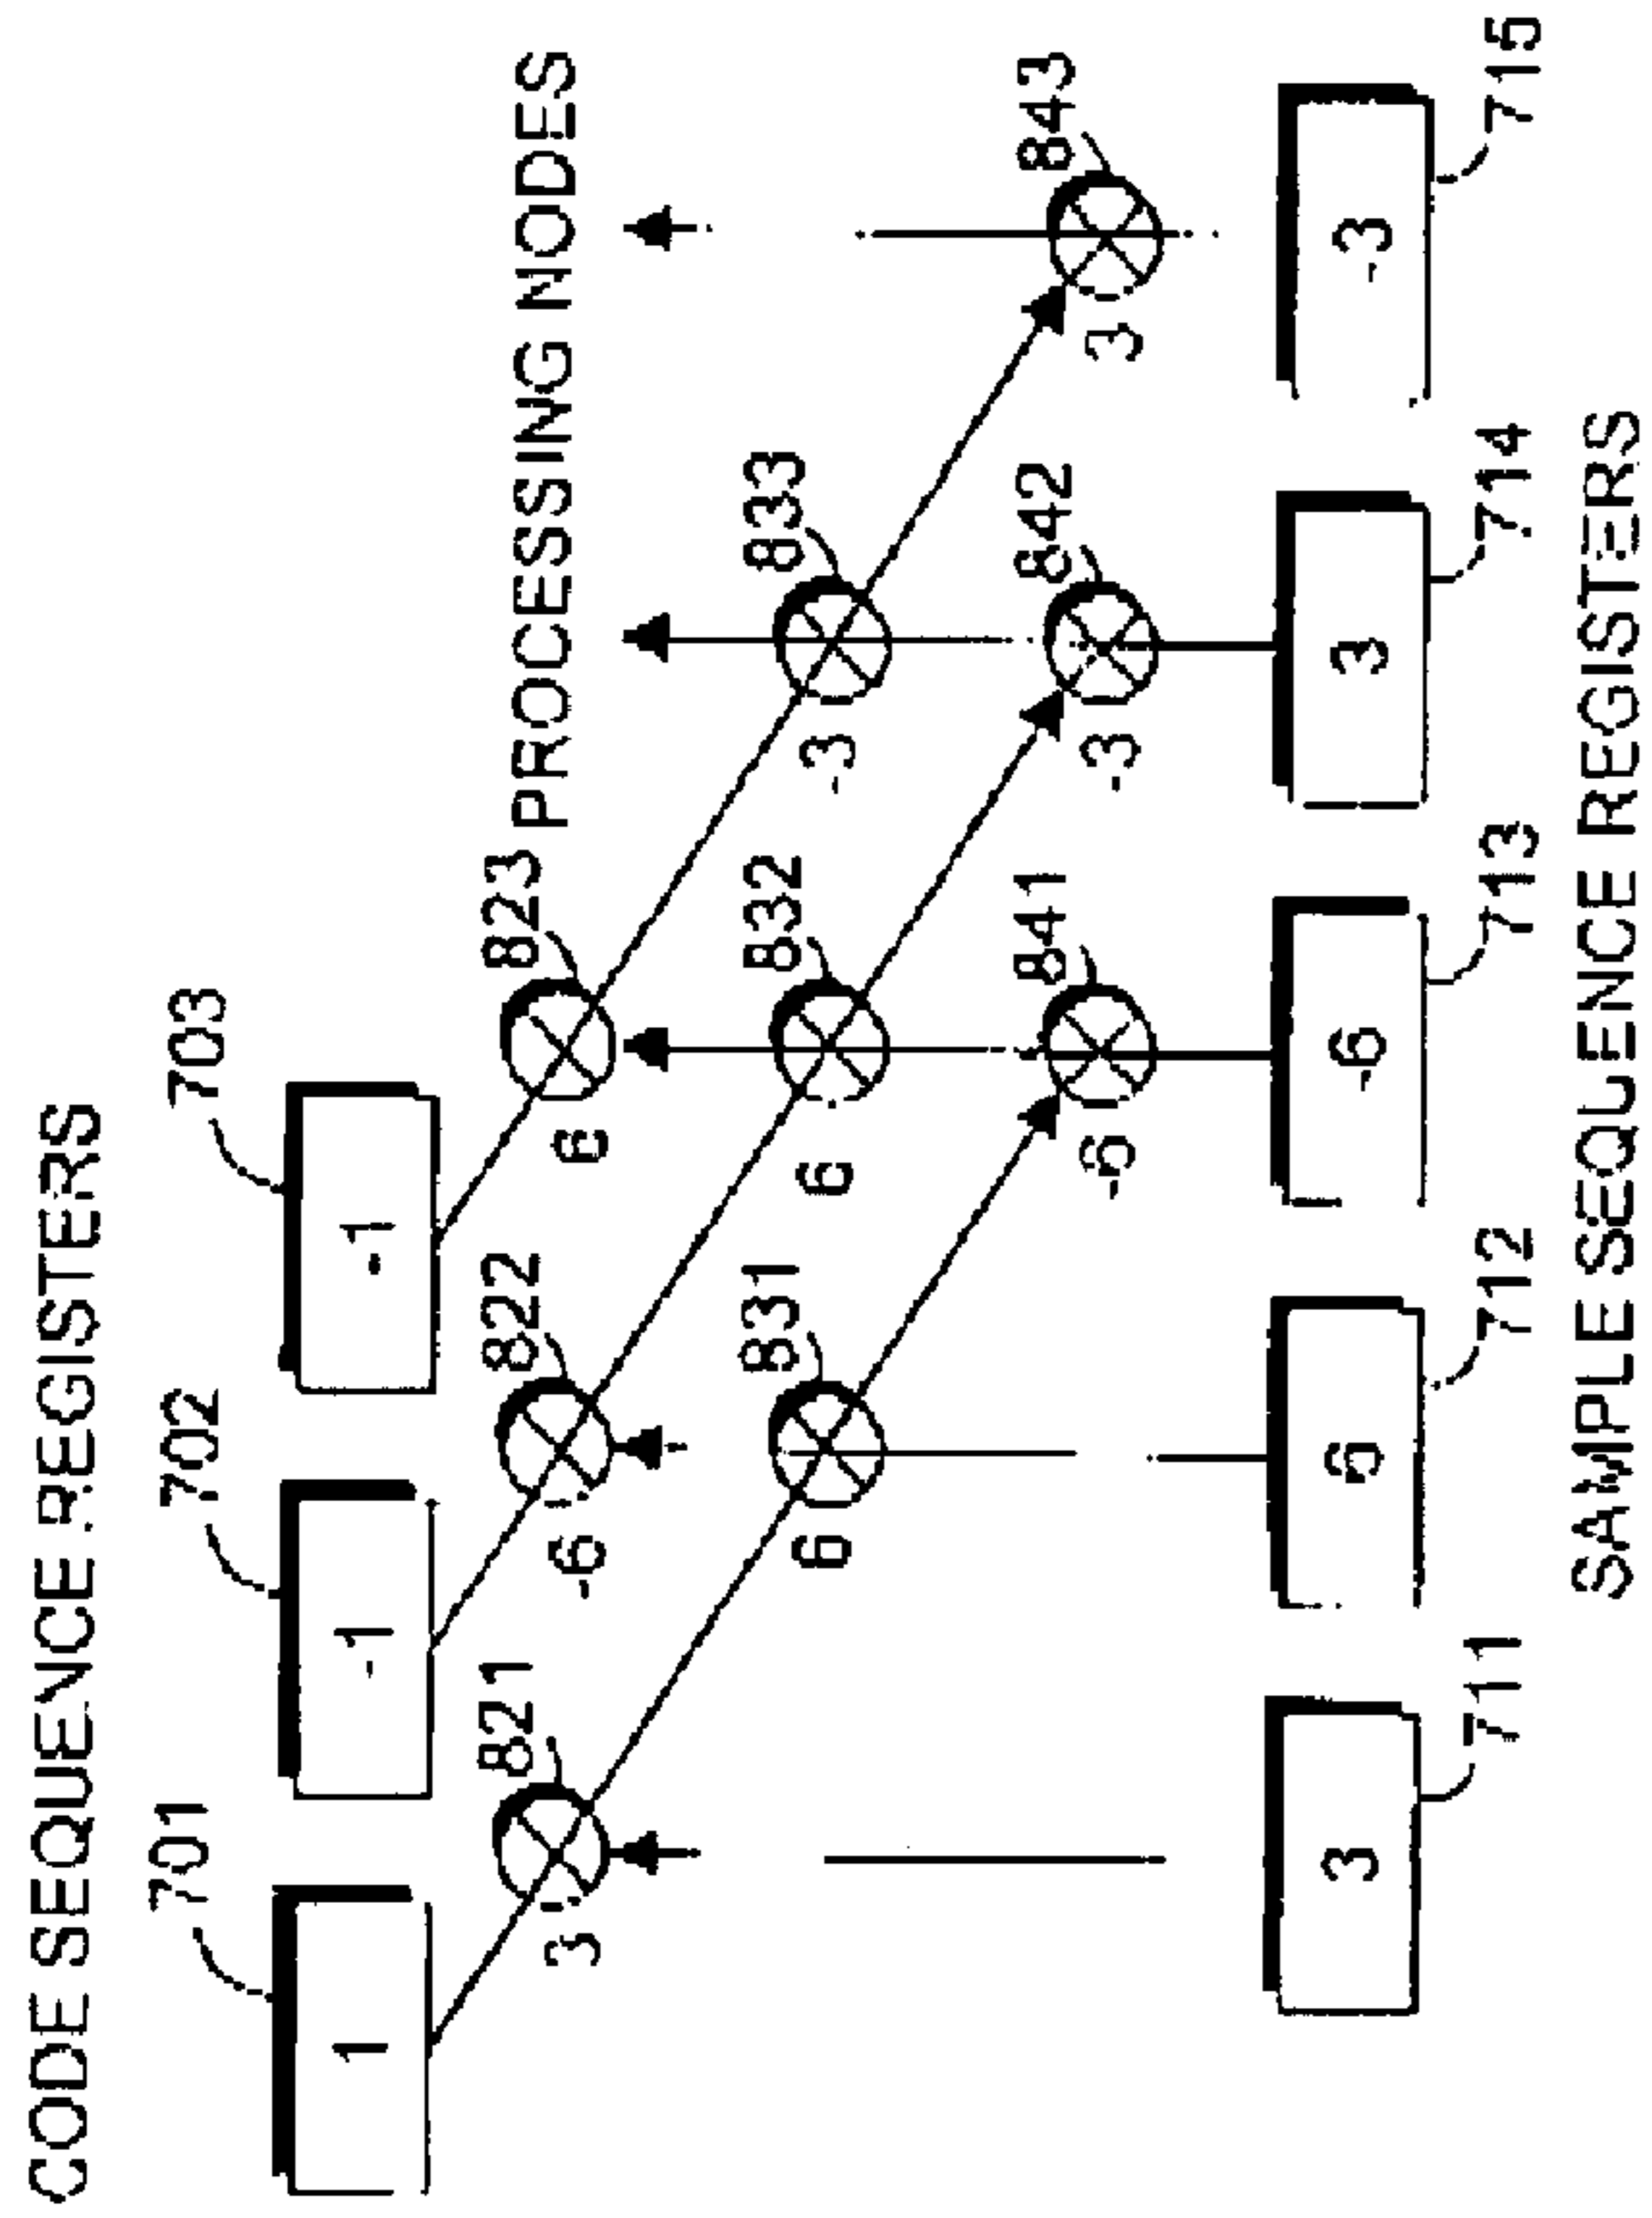 CODE SEQUENCE REGISTERS
701 702 703
1 -1 -1
PROCESSING NODES
821 822 823
3 -6 6
831 832 833
6 6 -3
841 842 843
-6 -3 3
3 6 -6 3 -3
711 712 713 714 715
SAMPLE SEQUENCE REGISTERS